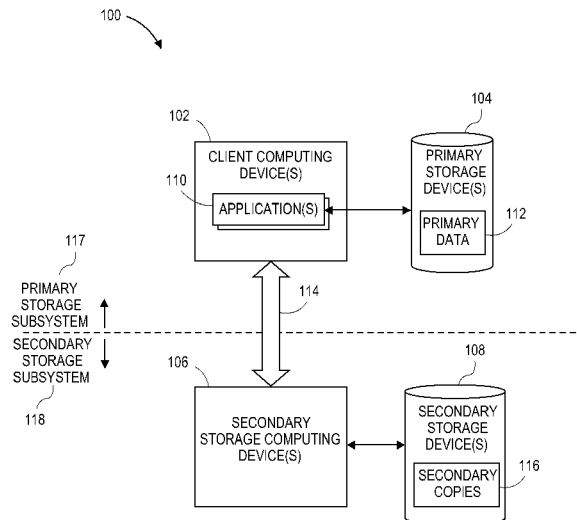 100
102
CLIENT COMPUTING
DEVICE(S)
110
APPLICATION(S)
104
PRIMARY
STORAGE
DEVICE(S)
PRIMARY
DATA
112
117
PRIMARY
STORAGE
SUBSYSTEM
114
SECONDARY
STORAGE
SUBSYSTEM
118
106
SECONDARY
STORAGE COMPUTING
DEVICE(S)
108
SECONDARY
STORAGE
DEVICE(S)
SECONDARY
COPIES
116